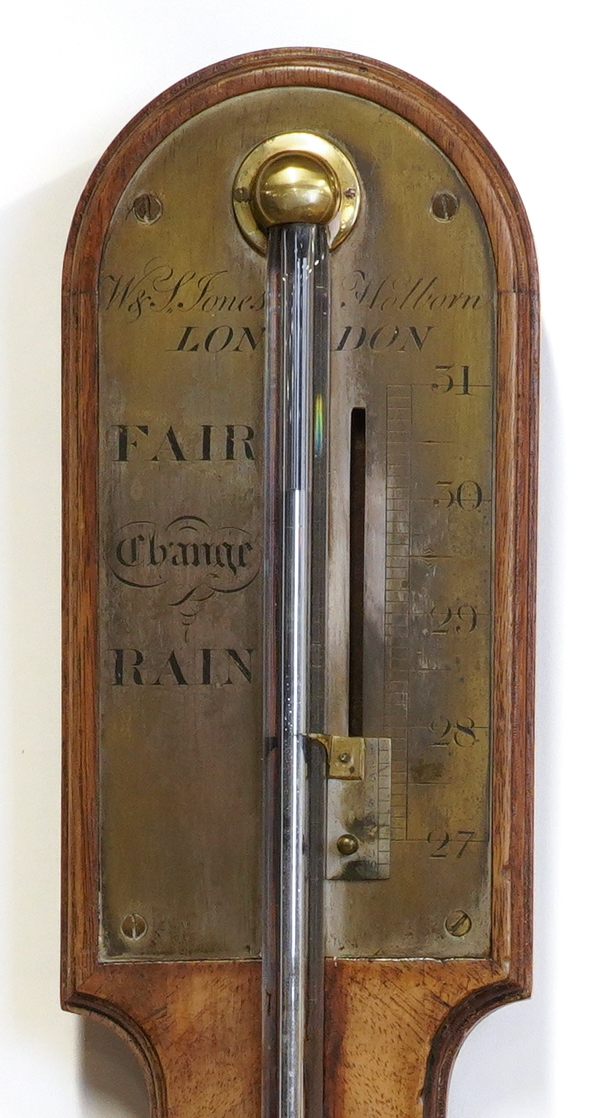 W & S. Jones Holborn
LONDON
31
FAIR
30
Change
29
RAIN
28
27